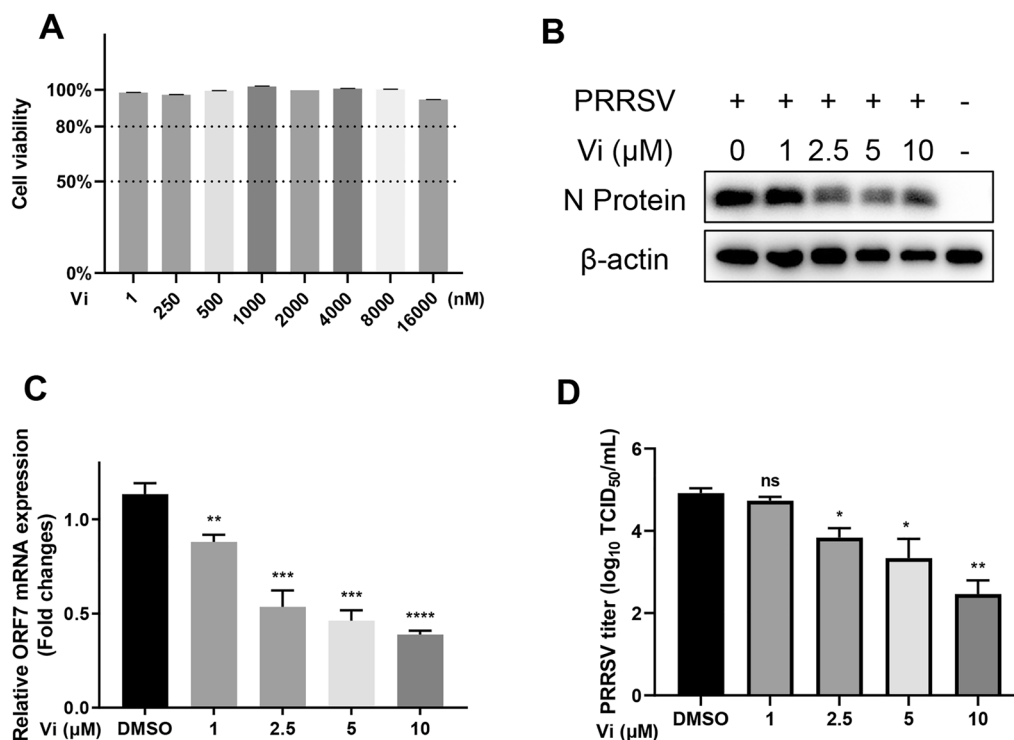 A
Cell viability
100%
80%
50%
0%
Vi 1 250 500 1000 2000 4000 8000 16000 (nM)
B
PRRSV + + + + + -
Vi (μM) 0 1 2.5 5 10 -
N Protein
β-actin
C
Relative ORF7 mRNA expression
(Fold changes)
1.0
0.5
0.0
** *** *** ****
Vi (μM) DMSO 1 2.5 5 10
D
PRRSV titer (log₁₀ TCID₅₀/mL)
6
4
2
0
ns * * **
Vi (μM) DMSO 1 2.5 5 10